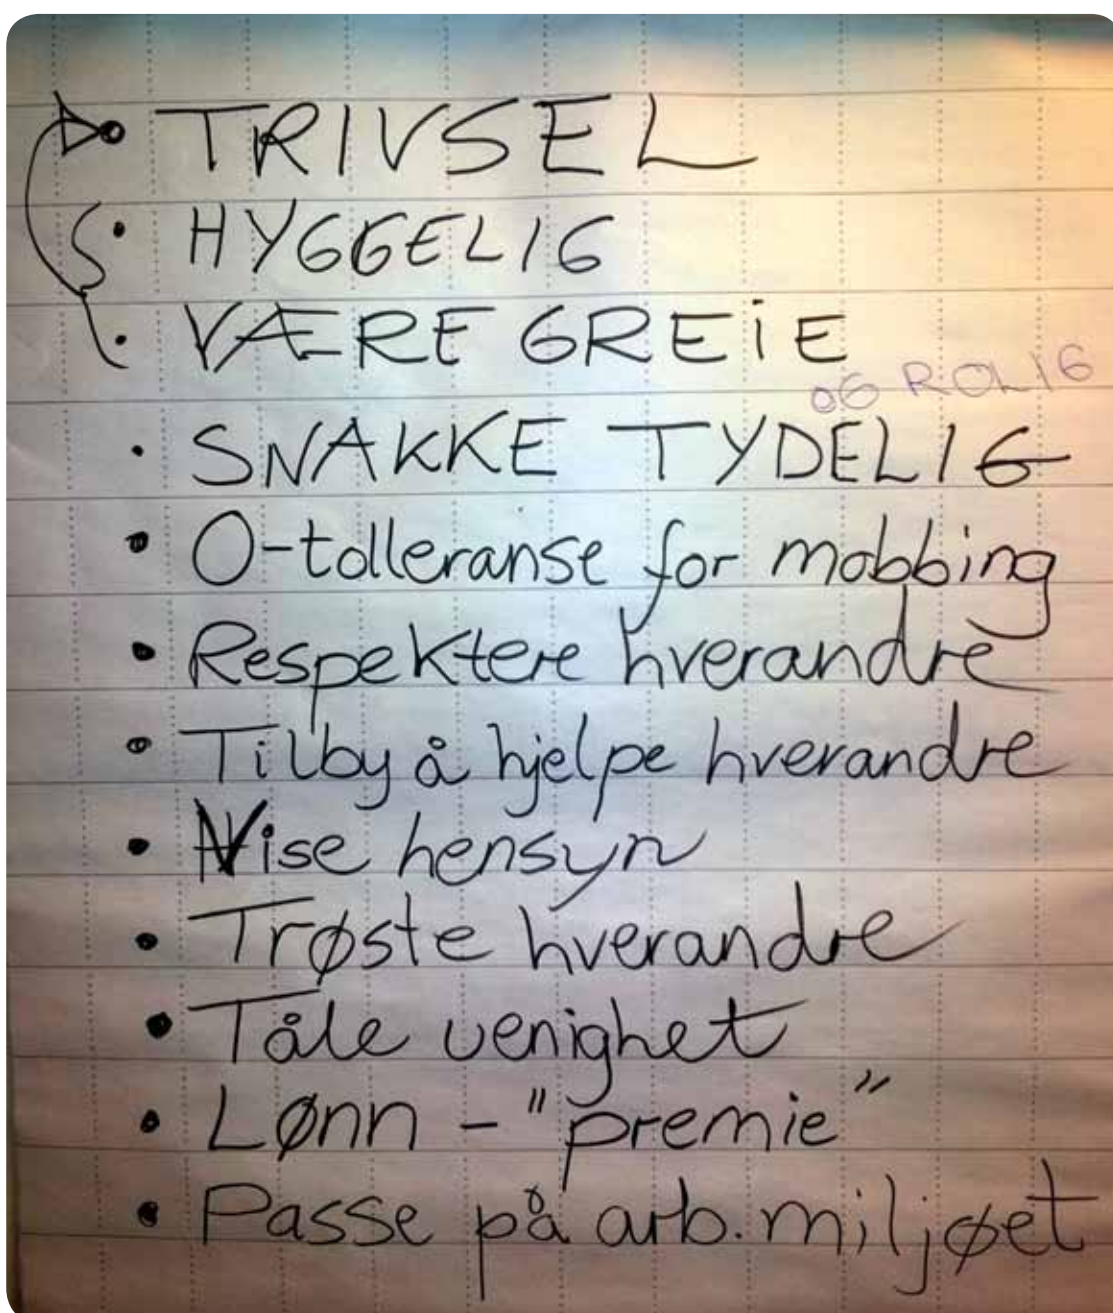 • TRIVSEL
• HYGGELIG
• VÆRE GREIE
OG ROLIG
• SNAKKE TYDELIG
• O-tolleranse for mobbing
• Respektere hverandre
• Tilby å hjelpe hverandre
• Vise hensyn
• Trøste hverandre
• Tåle uenighet
• Lønn - "premie"
• Passe på arb.miljøet